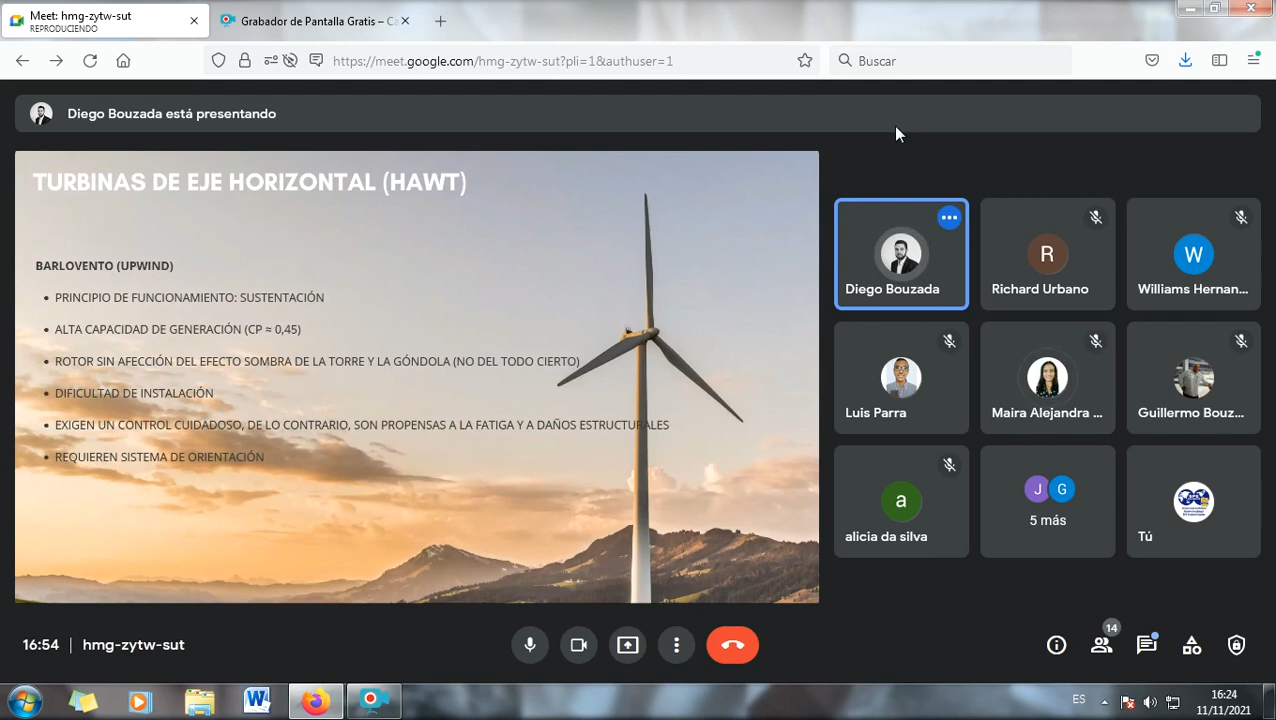 Meet: hmg-zytw-sut
REPRODUCIENDO
Grabador de Pantalla Gratis – Ca
https://meet.google.com/hmg-zytw-sut?pli=1&authuser=1
Buscar
Diego Bouzada está presentando
TURBINAS DE EJE HORIZONTAL (HAWT)
BARLOVENTO (UPWIND)
• PRINCIPIO DE FUNCIONAMIENTO: SUSTENTACIÓN
• ALTA CAPACIDAD DE GENERACIÓN (CP ≈ 0,45)
• ROTOR SIN AFECCIÓN DEL EFECTO SOMBRA DE LA TORRE Y LA GÓNDOLA (NO DEL TODO CIERTO)
• DIFICULTAD DE INSTALACIÓN
• EXIGEN UN CONTROL CUIDADOSO, DE LO CONTRARIO, SON PROPENSAS A LA FATIGA Y A DAÑOS ESTRUCTURALES
• REQUIEREN SISTEMA DE ORIENTACIÓN
Diego Bouzada
R
Richard Urbano
W
Williams Hernan...
Luis Parra
Maira Alejandra ...
Guillermo Bouz...
a
alicia da silva
J G
5 más
Tú
16:54 | hmg-zytw-sut
14
W
ES
16:24
11/11/2021